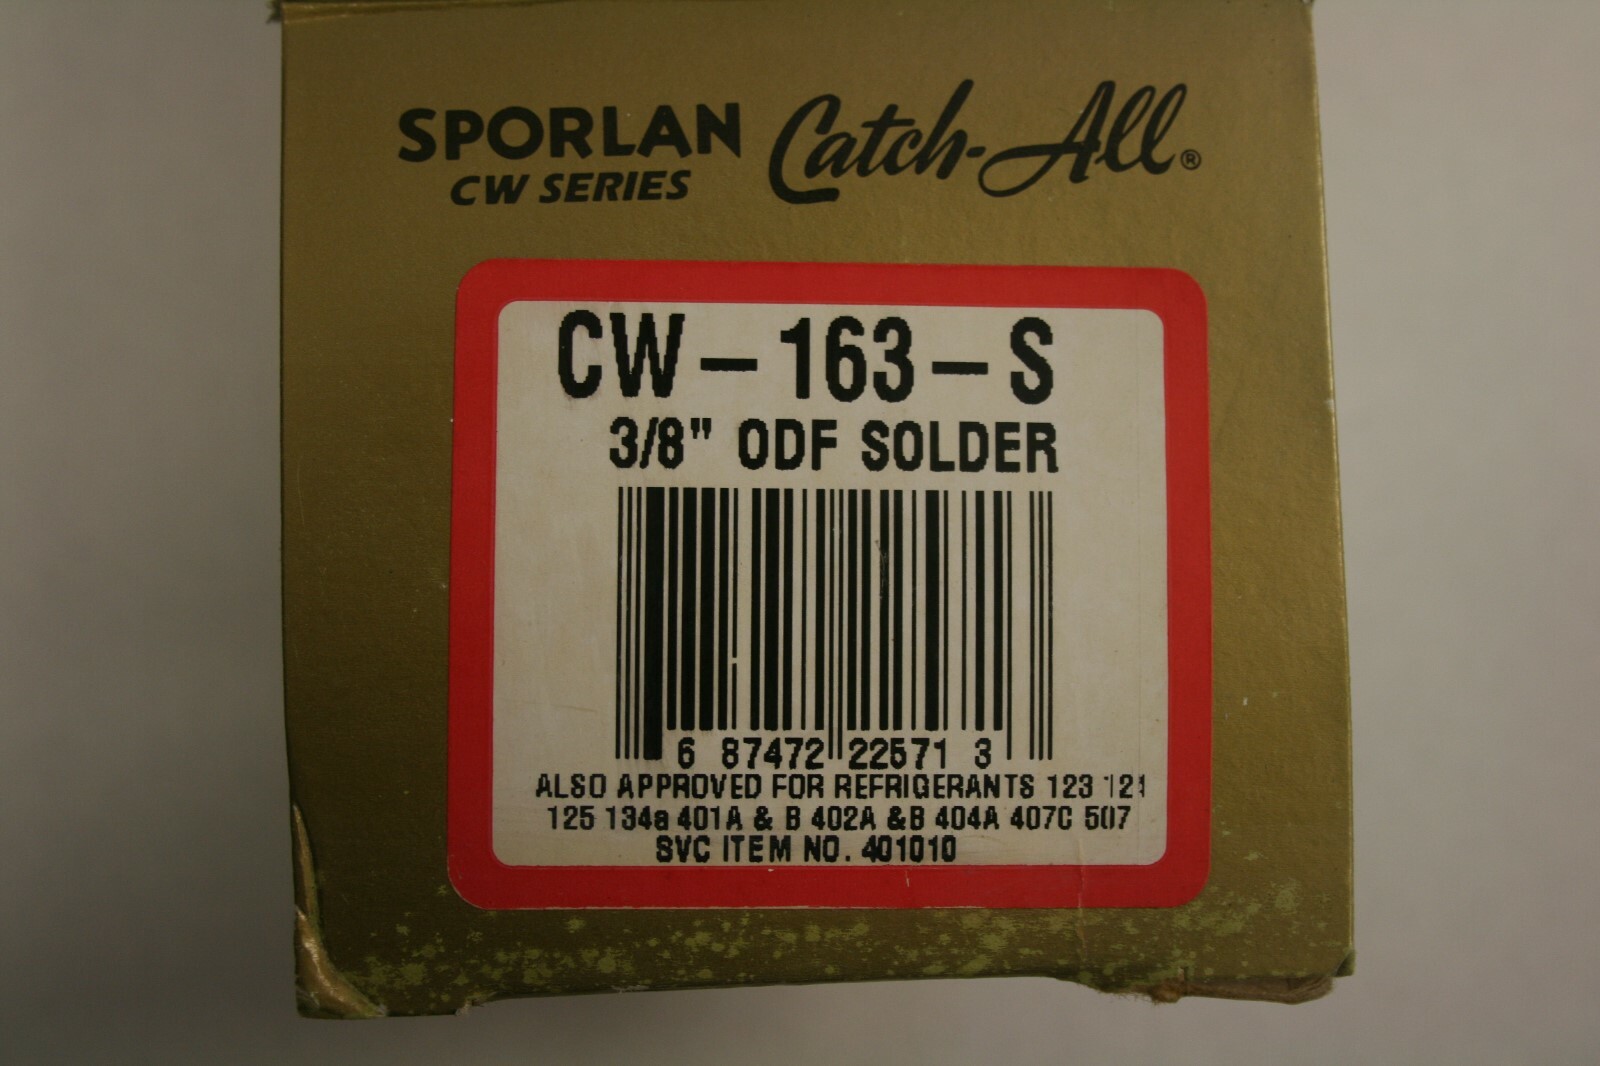 SPORLAN Catch-All®
CW SERIES
CW-163-S
3/8" ODF SOLDER
6 87472 22571 3
ALSO APPROVED FOR REFRIGERANTS 123
125 134a 401A & B 402A &B 404A 407C 507
SVC ITEM NO. 401010